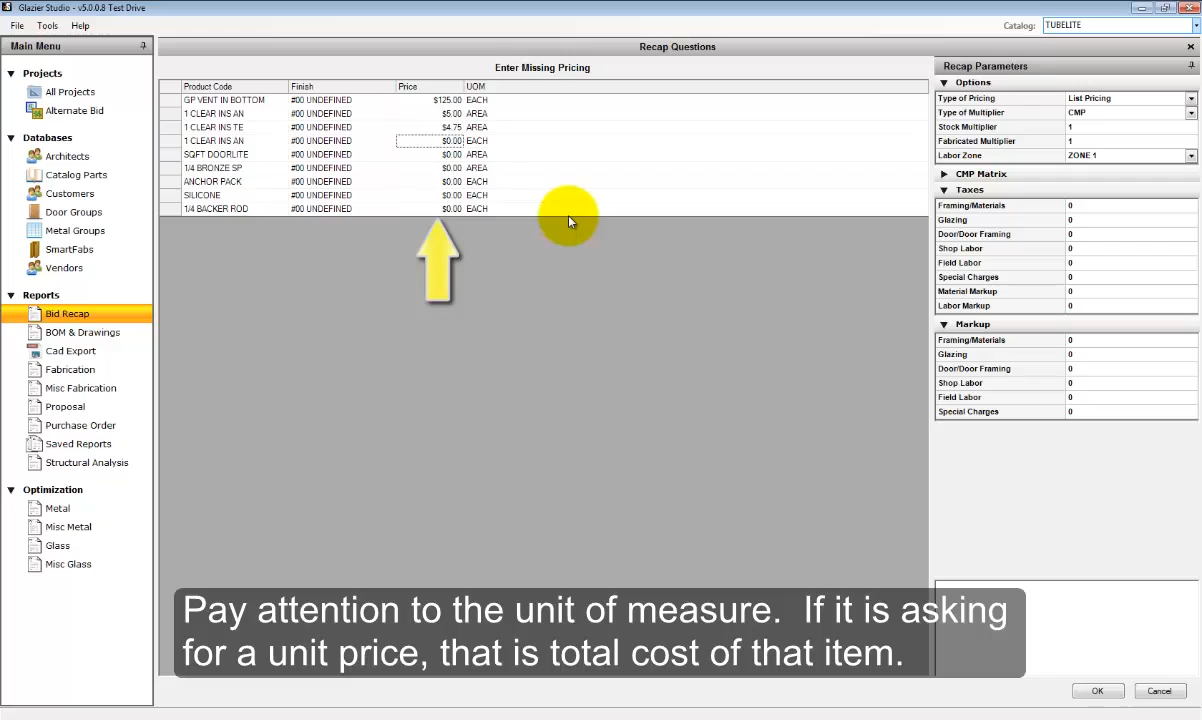 Glazier Studio - v5.0.0.8 Test Drive
File Tools Help
Catalog: TUBELITE
Main Menu
Recap Questions
Projects
All Projects
Alternate Bid
Databases
Architects
Catalog Parts
Customers
Door Groups
Metal Groups
SmartFabs
Vendors
Reports
Bid Recap
BOM & Drawings
Cad Export
Fabrication
Misc Fabrication
Proposal
Purchase Order
Saved Reports
Structural Analysis
Optimization
Metal
Misc Metal
Glass
Misc Glass
Enter Missing Pricing
Product Code Finish Price UOM
GP VENT IN BOTTOM #00 UNDEFINED $125.00 EACH
1 CLEAR INS AN #00 UNDEFINED $5.00 AREA
1 CLEAR INS TE #00 UNDEFINED $4.75 AREA
1 CLEAR INS AN #00 UNDEFINED $0.00 EACH
SQFT DOORLITE #00 UNDEFINED $0.00 AREA
1/4 BRONZE SP #00 UNDEFINED $0.00 AREA
ANCHOR PACK #00 UNDEFINED $0.00 EACH
SILICONE #00 UNDEFINED $0.00 EACH
1/4 BACKER ROD #00 UNDEFINED $0.00 EACH
Recap Parameters
Options
Type of Pricing List Pricing
Type of Multiplier CMP
Stock Multiplier 1
Fabricated Multiplier 1
Labor Zone ZONE 1
CMP Matrix
Taxes
Framing/Materials 0
Glazing 0
Door/Door Framing 0
Shop Labor 0
Field Labor 0
Special Charges 0
Material Markup 0
Labor Markup 0
Markup
Framing/Materials 0
Glazing 0
Door/Door Framing 0
Shop Labor 0
Field Labor 0
Special Charges 0
Pay attention to the unit of measure. If it is asking
for a unit price, that is total cost of that item.
OK Cancel